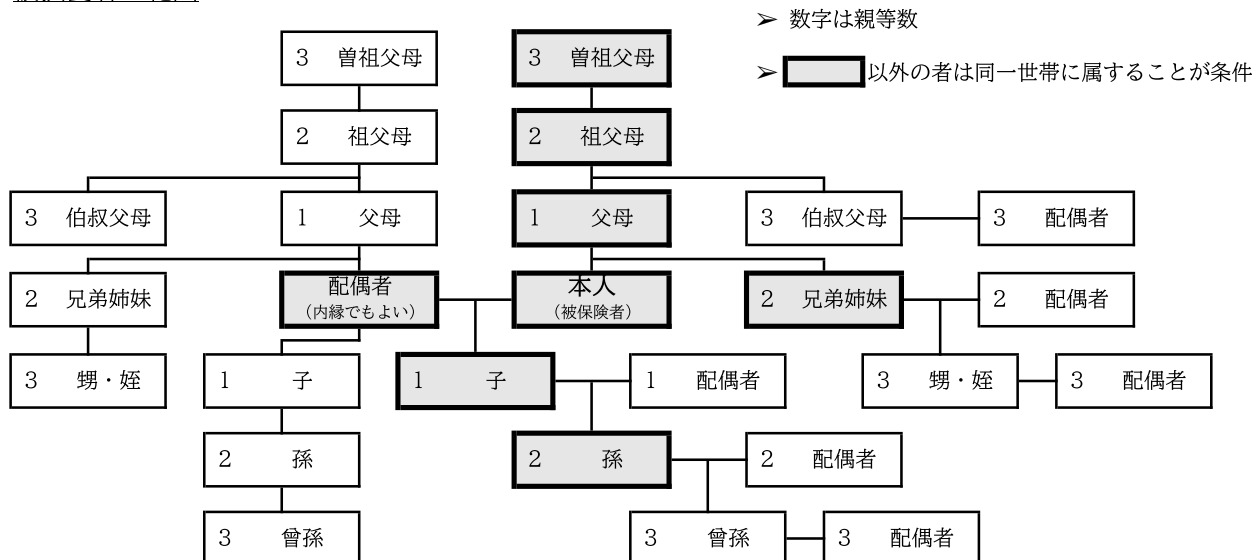 ➢ 数字は親等数
3 曽祖父母
3 曽祖父母
➢ 以外の者は同一世帯に属することが条件
2 祖父母
2 祖父母
3 伯叔父母
1 父母
1 父母
3 伯叔父母
3 配偶者
2 兄弟姉妹
配偶者
（内縁でもよい）
本人
（被保険者）
2 兄弟姉妹
2 配偶者
3 甥・姪
1 子
1 子
1 配偶者
3 甥・姪
3 配偶者
2 孫
2 孫
2 配偶者
3 曾孫
3 曾孫
3 配偶者